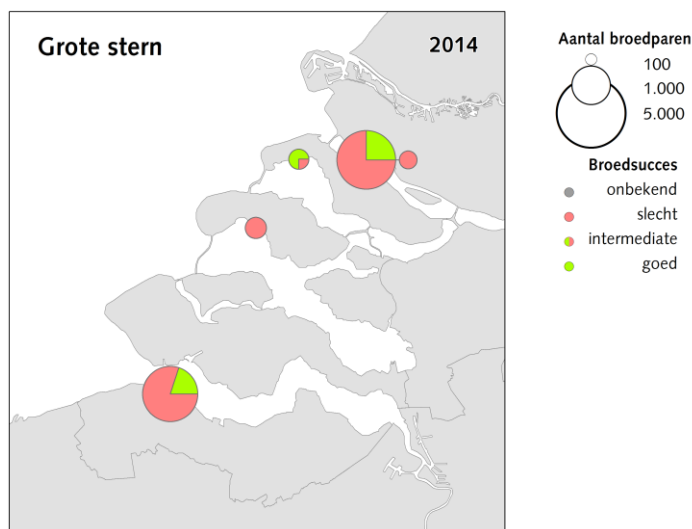 Grote stern
2014
Aantal broedparen
100
1.000
5.000
Broedsucces
onbekend
slecht
intermediate
goed